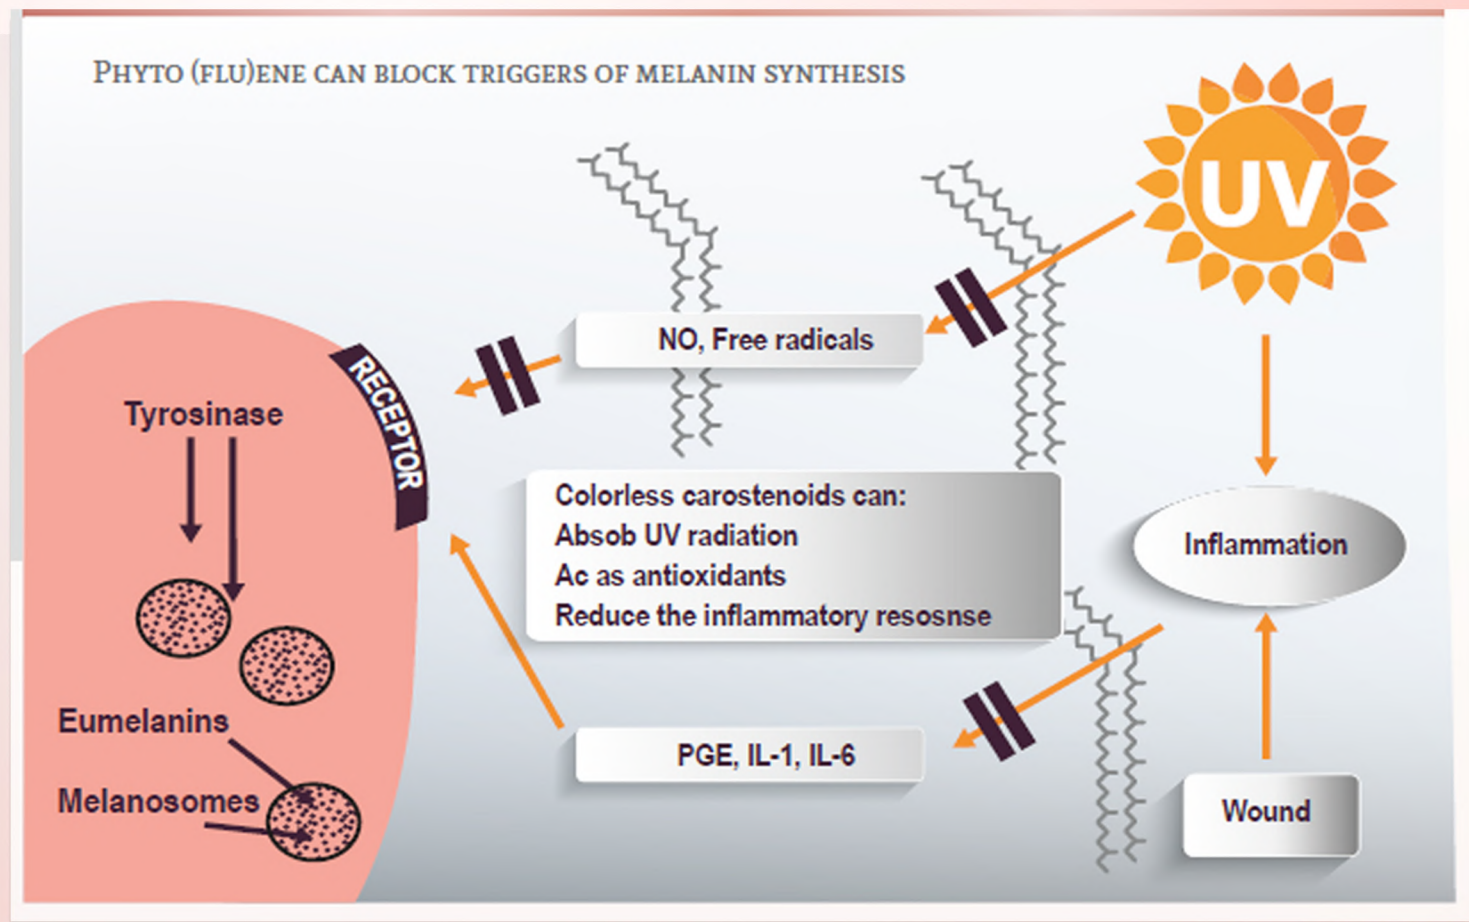 PHYTO (FLU)ENE CAN BLOCK TRIGGERS OF MELANIN SYNTHESIS
UV
NO, Free radicals
RECEPTOR
Tyrosinase
Colorless carostenoids can:
Absob UV radiation
Ac as antioxidants
Reduce the inflammatory resosnse
Inflammation
Eumelanins
PGE, IL-1, IL-6
Melanosomes
Wound